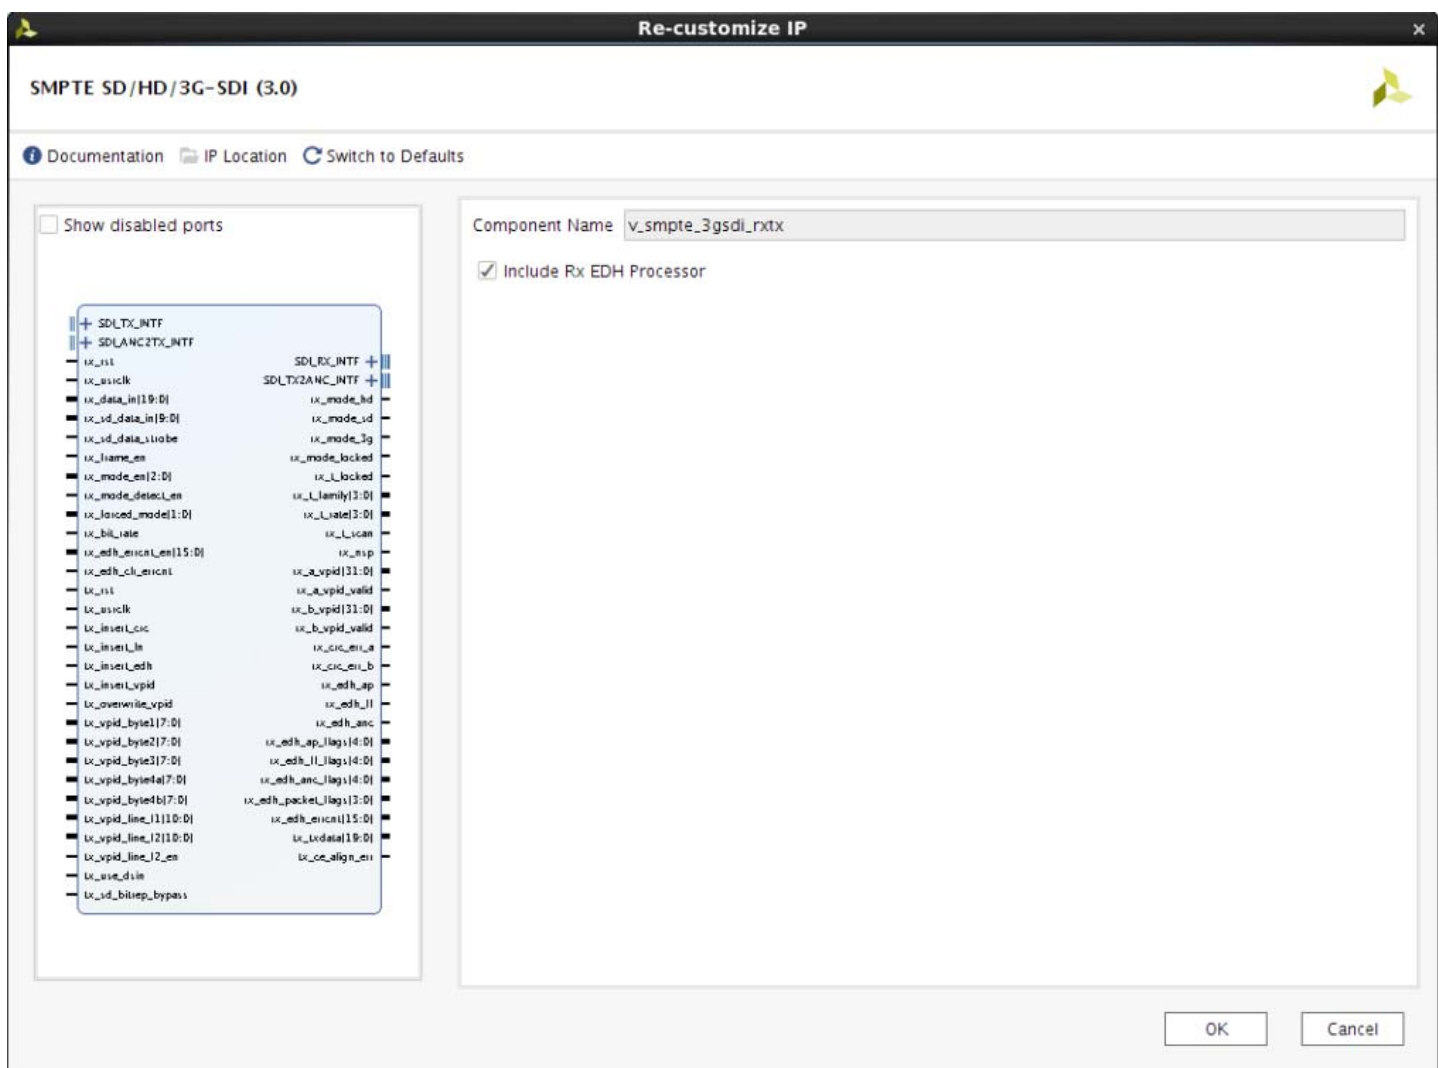 Re-customize IP
SMPTE SD/HD/3G-SDI (3.0)
Documentation IP Location Switch to Defaults
Show disabled ports
SDI_TX_INTF
SDI_ANC2TX_INTF
rx_rst
rx_usrclk
rx_data_in[19:0]
rx_sd_data_in[9:0]
rx_sd_data_strobe
rx_frame_en
rx_mode_en[2:0]
rx_mode_detect_en
rx_forced_mode[1:0]
rx_bit_rate
rx_edh_errcnt_en[15:0]
rx_edh_clr_errcnt
tx_rst
tx_usrclk
tx_insert_crc
tx_insert_ln
tx_insert_edh
tx_insert_vpid
tx_overwrite_vpid
tx_vpid_byte1[7:0]
tx_vpid_byte2[7:0]
tx_vpid_byte3[7:0]
tx_vpid_byte4a[7:0]
tx_vpid_byte4b[7:0]
tx_vpid_line_f1[10:0]
tx_vpid_line_f2[10:0]
tx_vpid_line_f2_en
tx_use_dsin
tx_sd_bitrep_bypass
SDI_RX_INTF
SDI_TX2ANC_INTF
rx_mode_hd
rx_mode_sd
rx_mode_3g
rx_mode_locked
rx_t_locked
rx_t_family[3:0]
rx_t_rate[3:0]
rx_t_scan
rx_nsp
rx_a_vpid[31:0]
rx_a_vpid_valid
rx_b_vpid[31:0]
rx_b_vpid_valid
rx_crc_err_a
rx_crc_err_b
rx_edh_ap
rx_edh_ff
rx_edh_anc
rx_edh_ap_flags[4:0]
rx_edh_ff_flags[4:0]
rx_edh_anc_flags[4:0]
rx_edh_packet_flags[3:0]
rx_edh_errcnt[15:0]
tx_txdata[19:0]
tx_ce_align_err
Component Name v_smpte_3gsdi_rxtx
Include Rx EDH Processor
OK Cancel